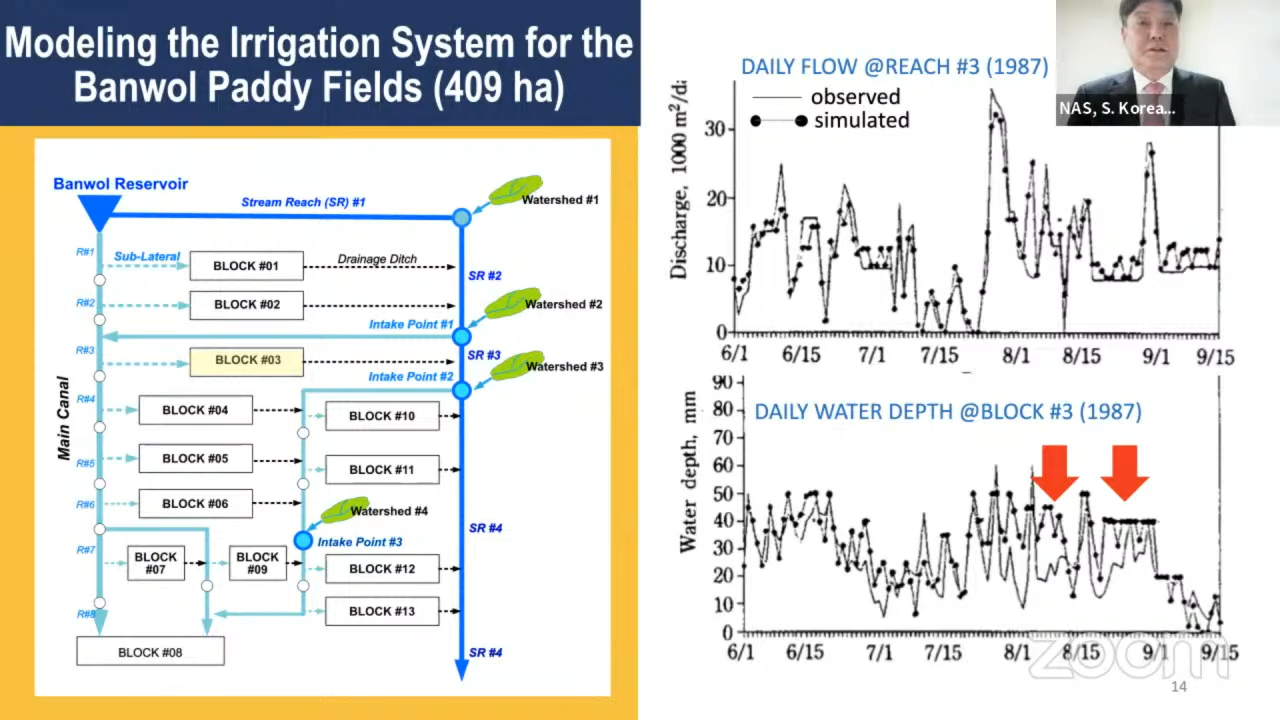 Modeling the Irrigation System for the
Banwol Paddy Fields (409 ha)
Banwol Reservoir
Stream Reach (SR) #1
Watershed #1
R#1
Sub-Lateral
BLOCK #01
Drainage Ditch
SR #2
R#2
BLOCK #02
Watershed #2
Intake Point #1
R#3
BLOCK #03
SR #3
Watershed #3
Intake Point #2
Main Canal
R#4
BLOCK #04
BLOCK #10
R#5
BLOCK #05
BLOCK #11
R#6
BLOCK #06
Watershed #4
SR #4
Intake Point #3
R#7
BLOCK
#07
BLOCK
#09
BLOCK #12
R#8
BLOCK #13
BLOCK #08
SR #4
DAILY FLOW @REACH #3 (1987)
observed
simulated
Discharge, 1000 m²/da
30
20
10
0
6/1 6/15 7/1 7/15 8/1 8/15 9/1 9/15
DAILY WATER DEPTH @BLOCK #3 (1987)
Water depth, mm
90
80
70
60
50
40
30
20
10
0
6/1 6/15 7/1 7/15 8/1 8/15 9/1 9/15
NAS, S. Korea...
zoom
14